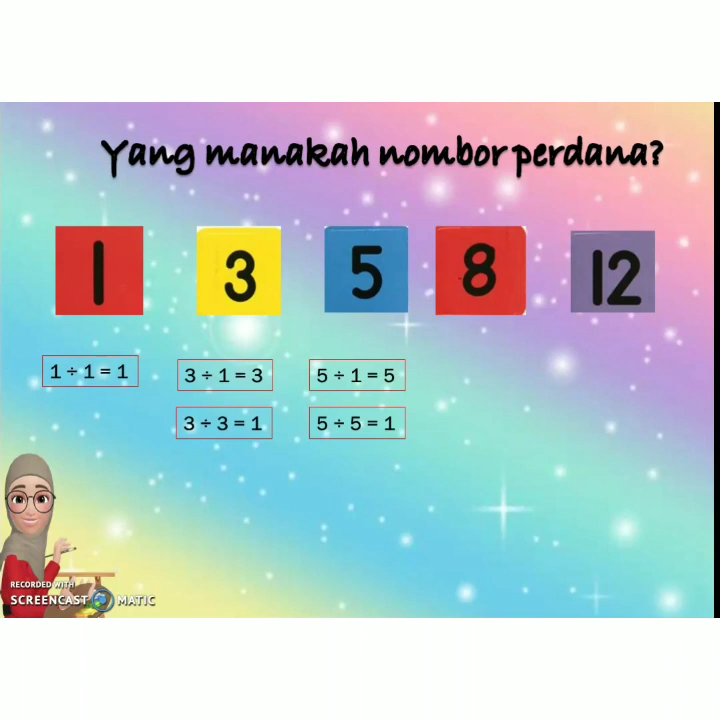 Yang manakah nombor perdana?
1 3 5 8 12
1 ÷ 1 = 1 3 ÷ 1 = 3 5 ÷ 1 = 5
3 ÷ 3 = 1 5 ÷ 5 = 1
RECORDED WITH
SCREENCAST MATIC